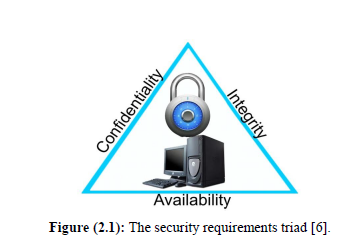 Confidentiality
Integrity
Availability
Figure (2.1): The security requirements triad [6].